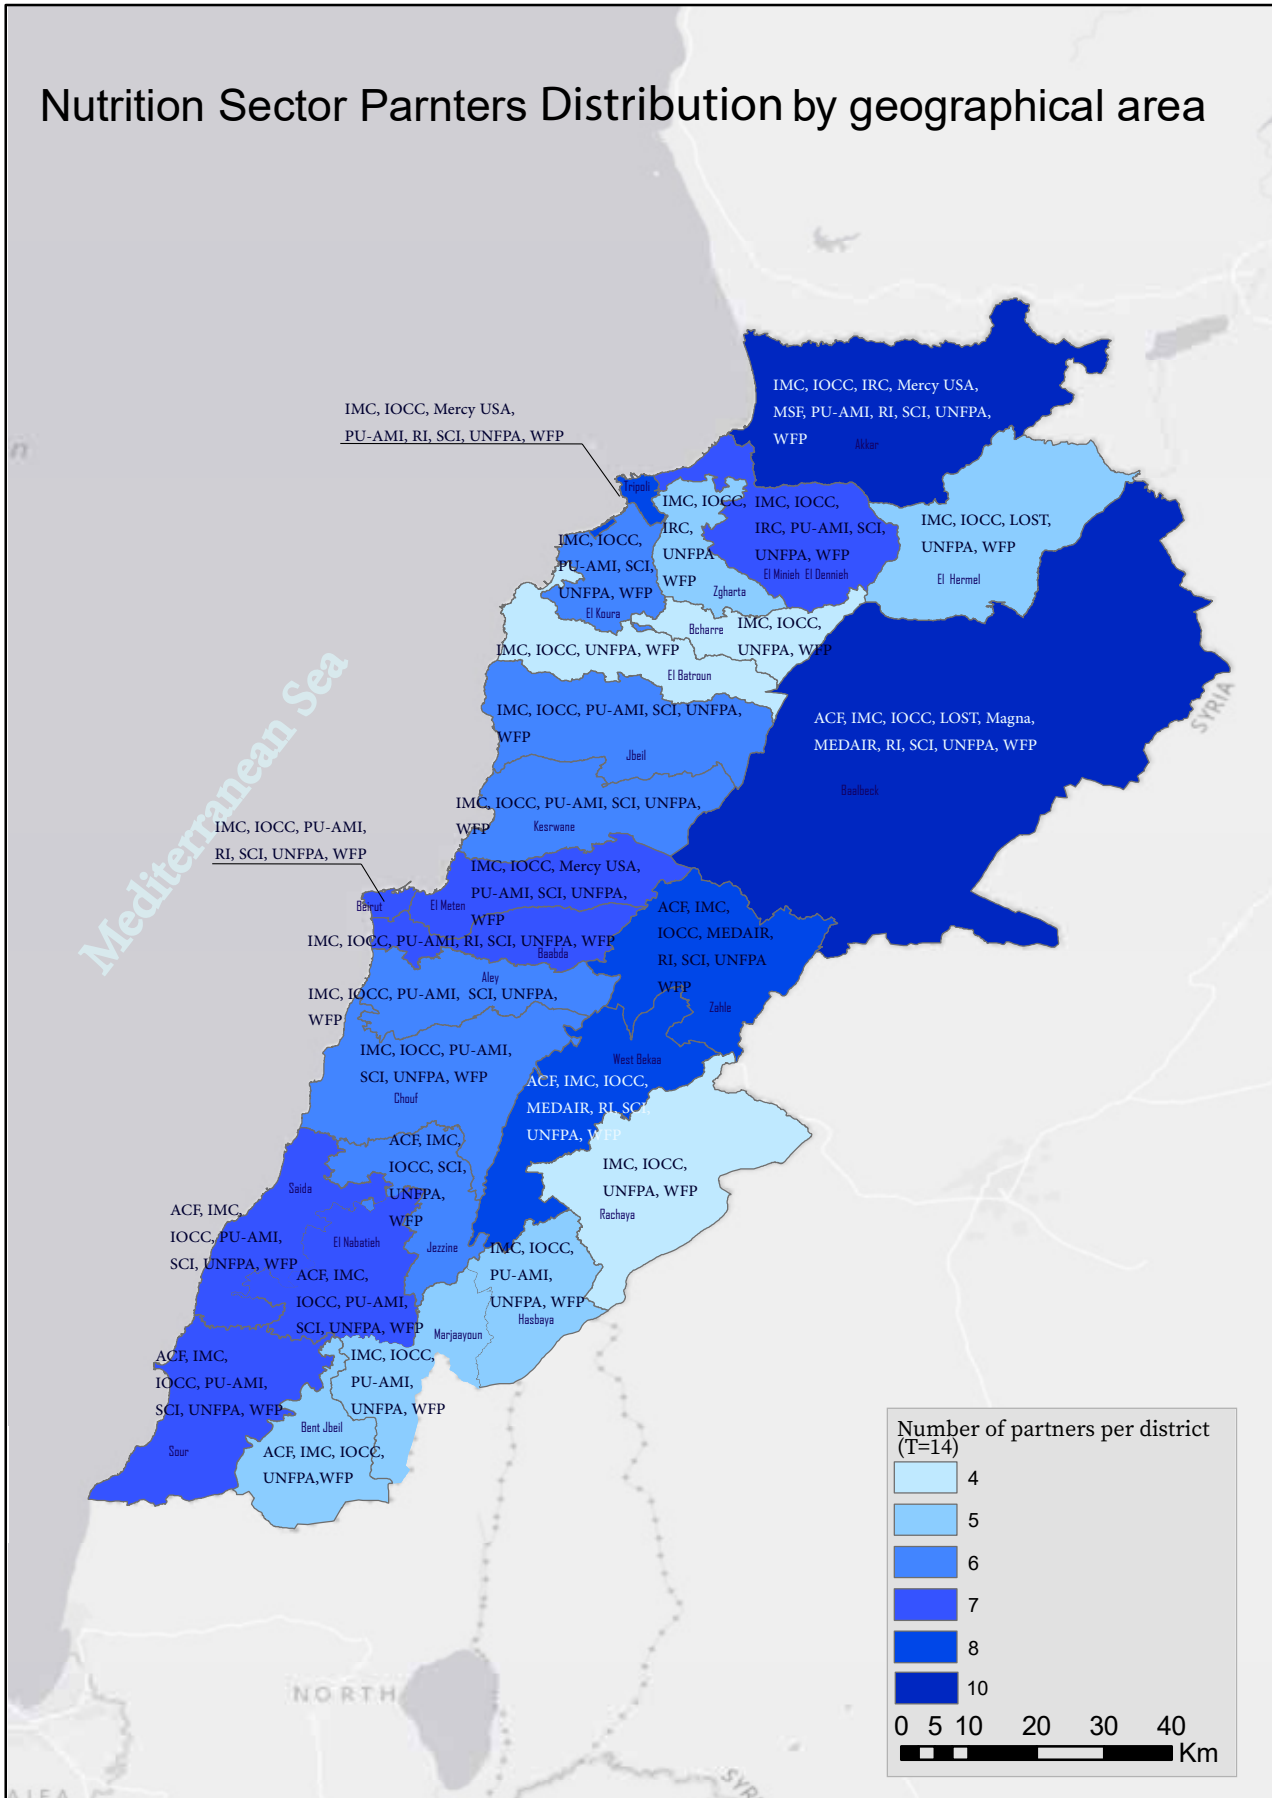 Nutrition Sector Parnters Distribution by geographical area
IMC, IOCC, IRC, Mercy USA,
MSF, PU-AMI, RI, SCI, UNFPA,
WFP
Akkar
IMC, IOCC, Mercy USA,
PU-AMI, RI, SCI, UNFPA, WFP
Tripoli
IMC, IOCC,
IRC,
UNFPA
WFP
Zgharta
IMC, IOCC,
IRC, PU-AMI, SCI,
UNFPA, WFP
El Minieh El Dennieh
IMC, IOCC, LOST,
UNFPA, WFP
El Hermel
IMC, IOCC,
PU-AMI, SCI,
UNFPA, WFP
El Koura
Bcharre
IMC, IOCC,
UNFPA, WFP
IMC, IOCC, UNFPA, WFP
El Batroun
IMC, IOCC, PU-AMI, SCI, UNFPA,
WFP
Jbeil
ACF, IMC, IOCC, LOST, Magna,
MEDAIR, RI, SCI, UNFPA, WFP
Baalbeck
SYRIA
Mediterranean Sea
IMC, IOCC, PU-AMI, SCI, UNFPA,
WFP
Kesrwane
IMC, IOCC, PU-AMI,
RI, SCI, UNFPA, WFP
Beirut
IMC, IOCC, Mercy USA,
PU-AMI, SCI, UNFPA,
WFP
El Meten
IMC, IOCC, PU-AMI, RI, SCI, UNFPA, WFP
Baabda
ACF, IMC,
IOCC, MEDAIR,
RI, SCI, UNFPA
WFP
Zahle
Aley
IMC, IOCC, PU-AMI, SCI, UNFPA,
WFP
IMC, IOCC, PU-AMI,
SCI, UNFPA, WFP
Chouf
West Bekaa
ACF, IMC, IOCC,
MEDAIR, RI, SCI,
UNFPA, WFP
ACF, IMC,
IOCC, SCI,
UNFPA,
WFP
Jezzine
IMC, IOCC,
UNFPA, WFP
Rachaya
Saida
ACF, IMC,
IOCC, PU-AMI,
SCI, UNFPA, WFP
El Nabatieh
ACF, IMC,
IOCC, PU-AMI,
SCI, UNFPA, WFP
IMC, IOCC,
PU-AMI,
UNFPA, WFP
Hasbaya
Marjaayoun
IMC, IOCC,
PU-AMI,
UNFPA, WFP
ACF, IMC,
IOCC, PU-AMI,
SCI, UNFPA, WFP
Sour
Bent Jbeil
ACF, IMC, IOCC,
UNFPA,WFP
Number of partners per district
(T=14)
4
5
6
7
8
10
0 5 10 20 30 40
Km
NORTH